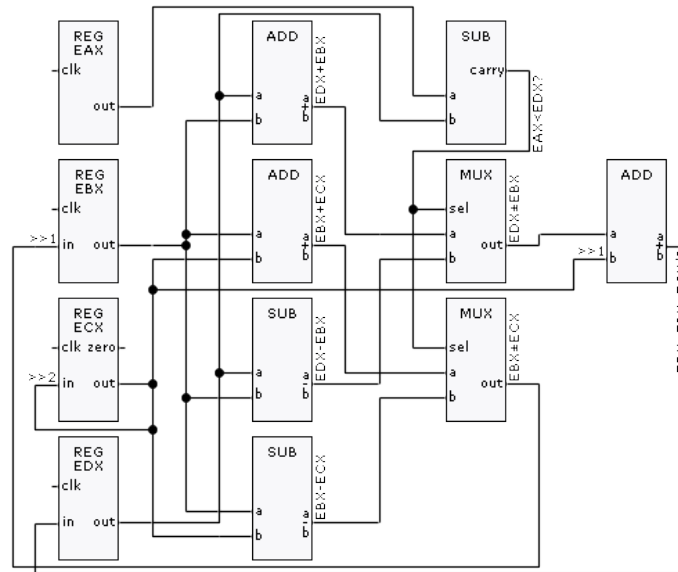 REG
EAX
clk
out
ADD
a
b
a
+
b
EDX+EBX
SUB
carry
a
b
EAX<EDX?
REG
EBX
clk
>>1
in
out
ADD
a
b
a
+
b
EBX+ECX
MUX
sel
a
b
out
EDX±EBX
ADD
a
>>1
b
a
+
b
REG
ECX
clk
zero
>>2
in
out
SUB
a
b
a
-
b
EDX-EBX
MUX
sel
a
b
out
EBX±ECX
REG
EDX
clk
in
out
SUB
a
b
a
-
b
EBX-ECX